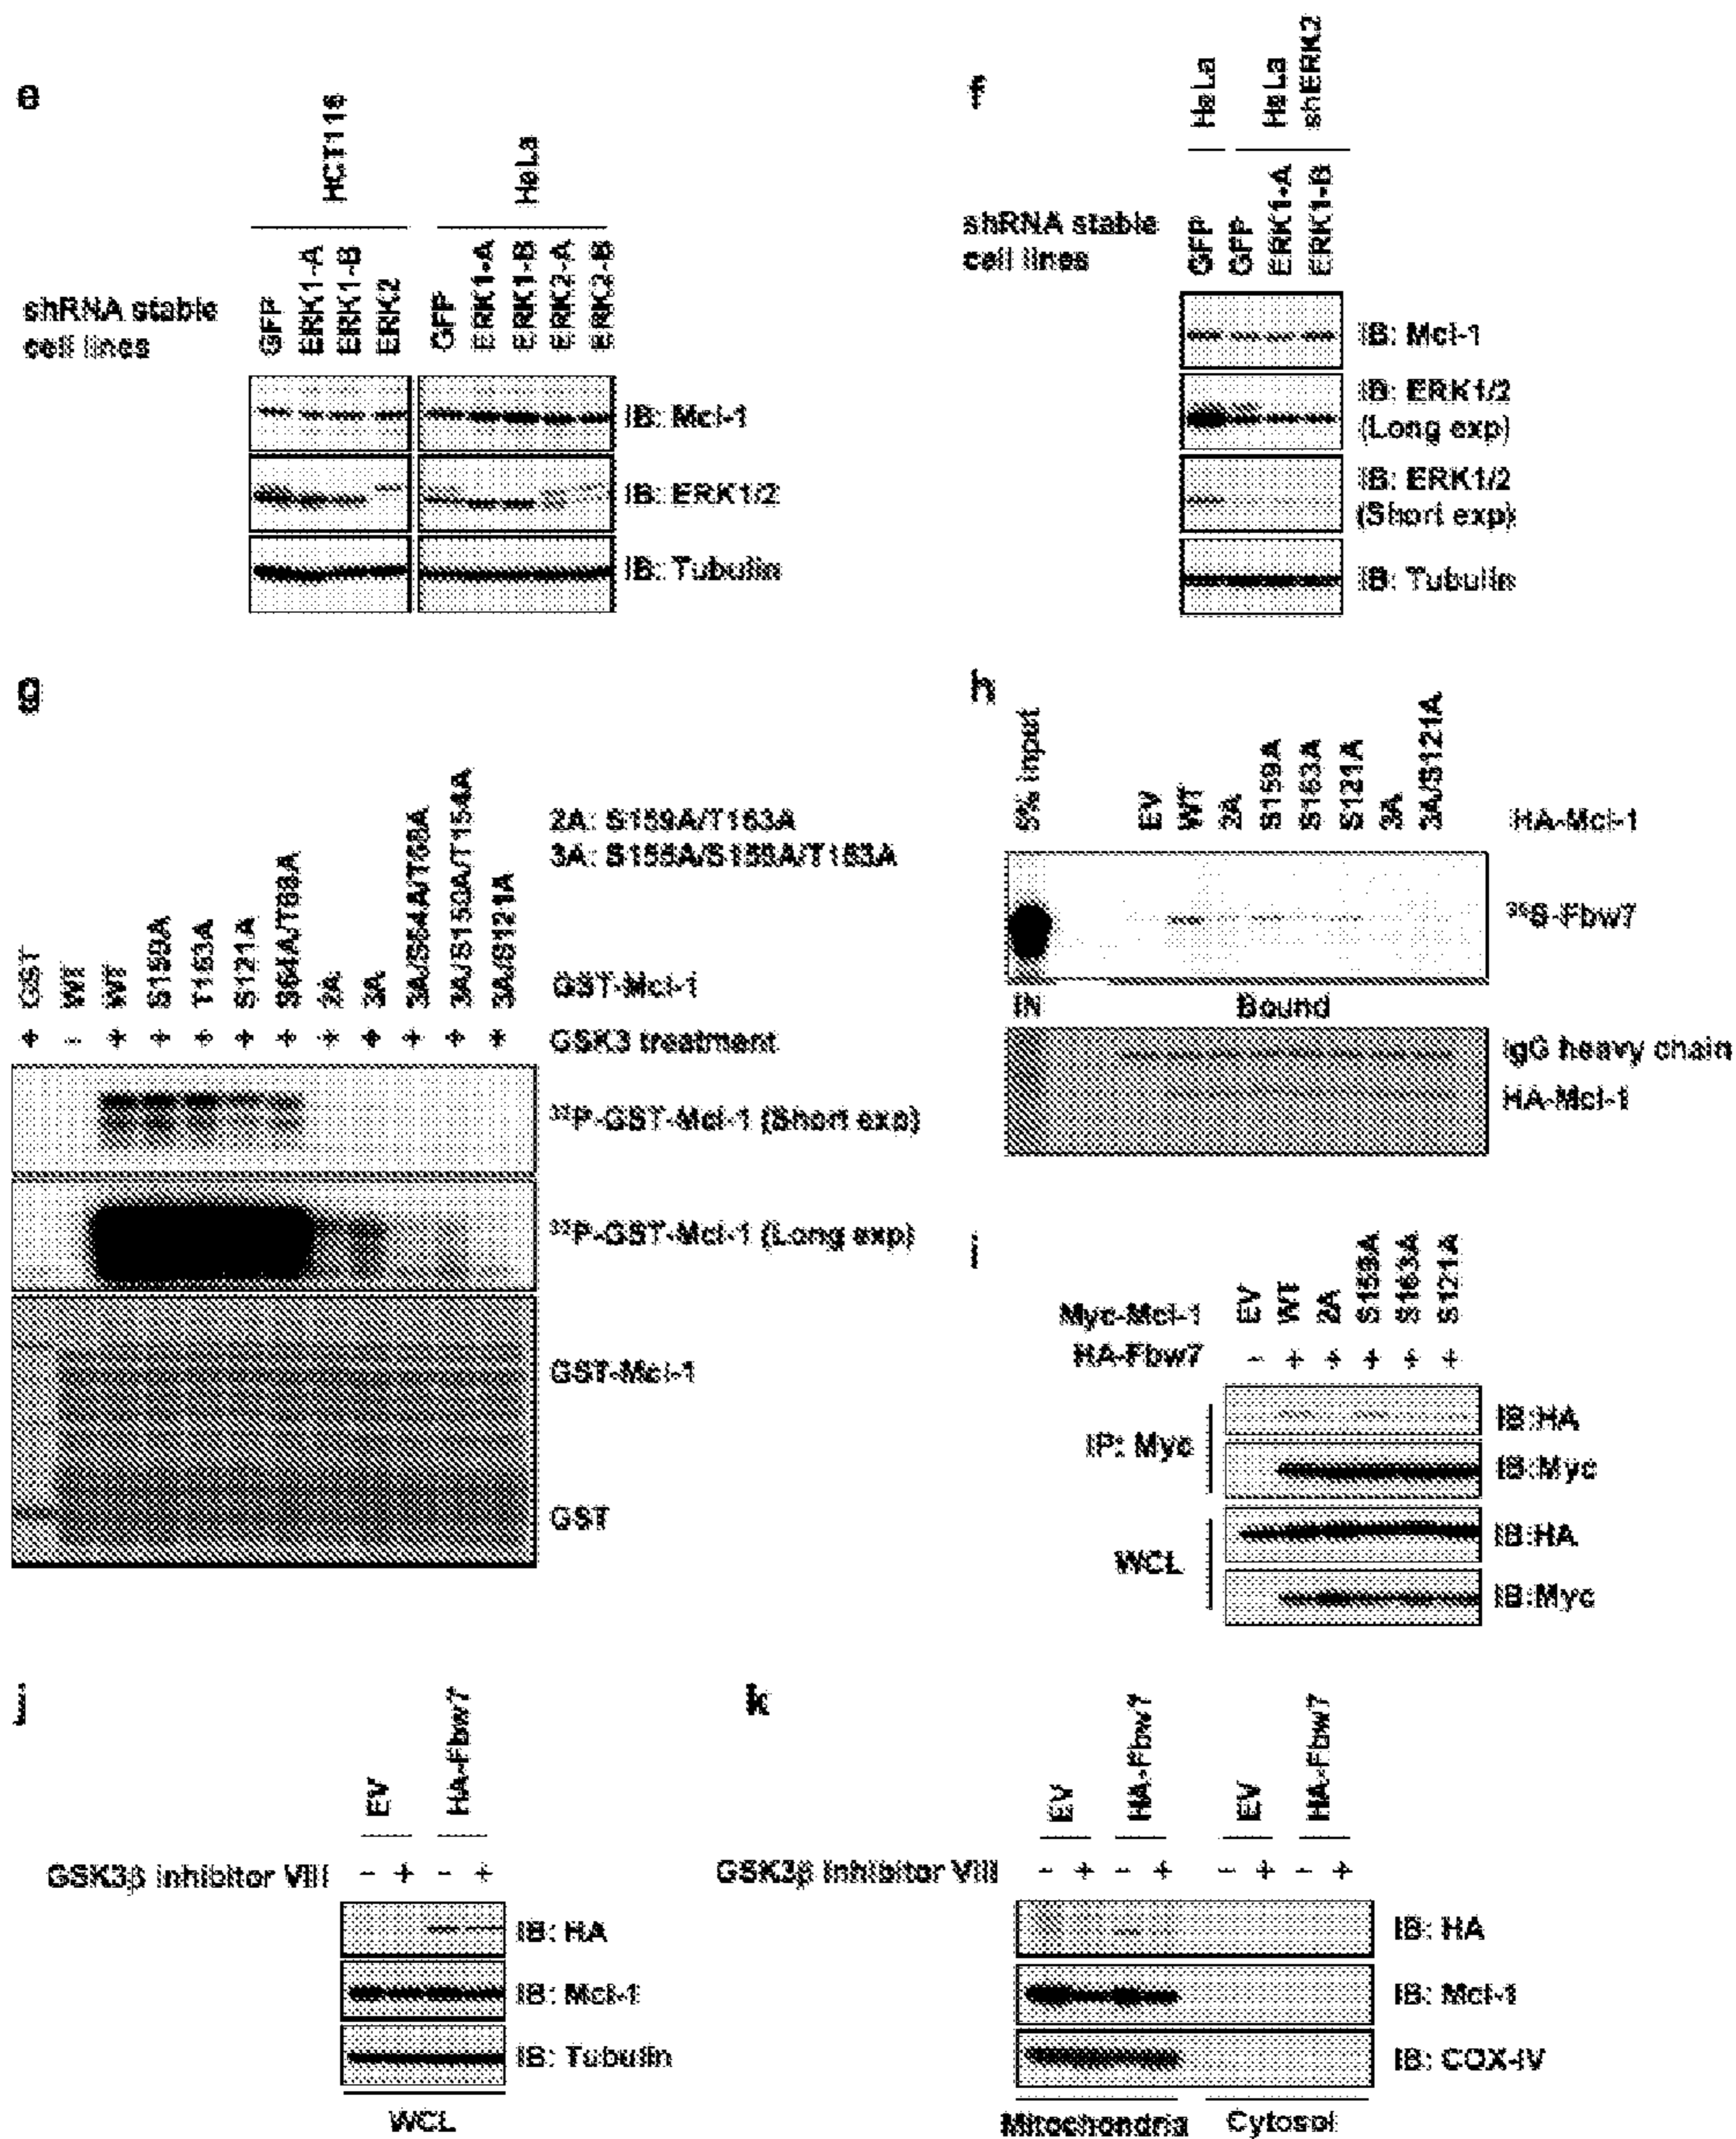 e
HCT116
HeLa
shRNA stable
cell lines
GFP
ERK1-A
ERK1-B
ERK2
GFP
ERK1-A
ERK1-B
ERK2-A
ERK2-B
IB: Mcl-1
IB: ERK1/2
IB: Tubulin
f
HeLa
HeLa
shERK2
shRNA stable
cell lines
GFP
GFP
ERK1-A
ERK1-B
IB: Mcl-1
IB: ERK1/2
(Long exp)
IB: ERK1/2
(Short exp)
IB: Tubulin
g
2A: S159A/T163A
3A: S155A/S159A/T163A
GST
WT
WT
S159A
T163A
S121A
S64A/T68A
2A
3A
3A/S64A/T68A
3A/S150A/T154A
3A/S121A
GST-Mcl-1
+ - + + + + + + + + + +
GSK3 treatment
³²P-GST-Mcl-1 (Short exp)
³²P-GST-Mcl-1 (Long exp)
GST-Mcl-1
GST
h
5% input
EV
WT
2A
S159A
S163A
S121A
3A
3A/S121A
HA-Mcl-1
³⁵S-Fbw7
IN
Bound
IgG heavy chain
HA-Mcl-1
i
Myc-Mcl-1
EV
WT
2A
S159A
S163A
S121A
HA-Fbw7
- + + + + +
IP: Myc
IB:HA
IB:Myc
WCL
IB:HA
IB:Myc
j
EV
HA-Fbw7
GSK3β inhibitor VIII
- + - +
IB: HA
IB: Mcl-1
IB: Tubulin
WCL
k
EV
HA-Fbw7
EV
HA-Fbw7
GSK3β inhibitor VIII
- + - + - + - +
IB: HA
IB: Mcl-1
IB: COX-IV
Mitochondria
Cytosol